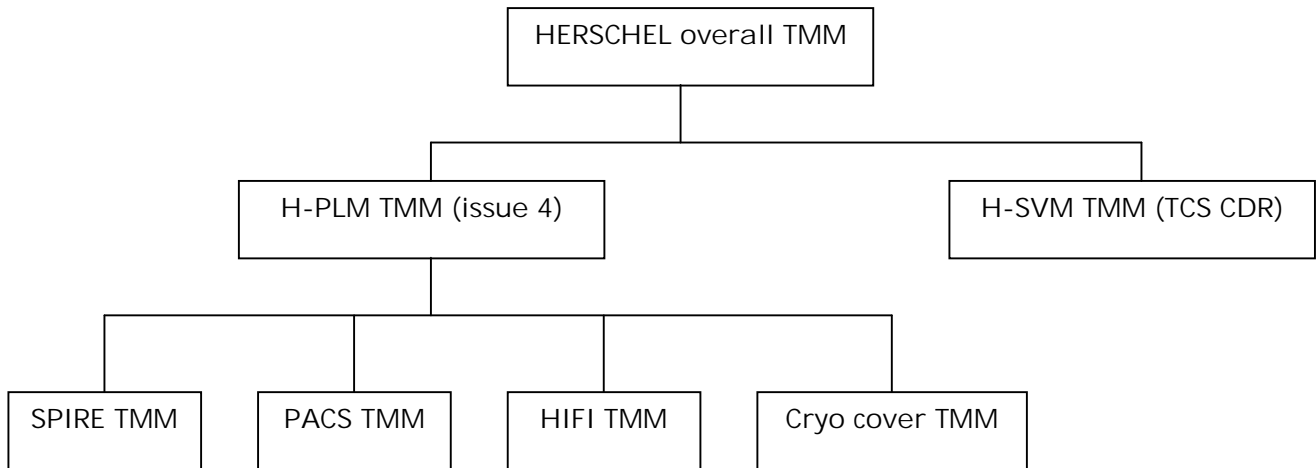 HERSCHEL overall TMM
H-PLM TMM (issue 4)
H-SVM TMM (TCS CDR)
SPIRE TMM
PACS TMM
HIFI TMM
Cryo cover TMM